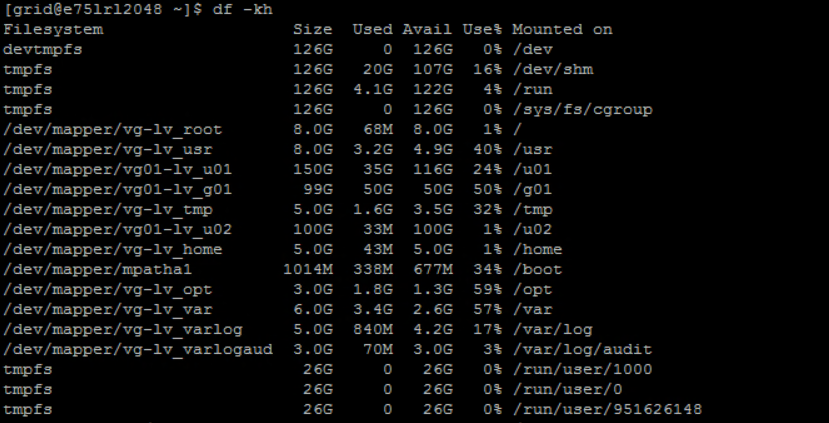 [grid@e75lrl2048 ~]$ df -kh
Filesystem                    Size  Used Avail Use% Mounted on
devtmpfs                      126G     0  126G   0% /dev
tmpfs                         126G   20G  107G  16% /dev/shm
tmpfs                         126G  4.1G  122G   4% /run
tmpfs                         126G     0  126G   0% /sys/fs/cgroup
/dev/mapper/vg-lv_root        8.0G   68M  8.0G   1% /
/dev/mapper/vg-lv_usr         8.0G  3.2G  4.9G  40% /usr
/dev/mapper/vg01-lv_u01       150G   35G  116G  24% /u01
/dev/mapper/vg01-lv_g01        99G   50G   50G  50% /g01
/dev/mapper/vg-lv_tmp         5.0G  1.6G  3.5G  32% /tmp
/dev/mapper/vg01-lv_u02       100G   33M  100G   1% /u02
/dev/mapper/vg-lv_home        5.0G   43M  5.0G   1% /home
/dev/mapper/mpatha1          1014M  338M  677M  34% /boot
/dev/mapper/vg-lv_opt         3.0G  1.8G  1.3G  59% /opt
/dev/mapper/vg-lv_var         6.0G  3.4G  2.6G  57% /var
/dev/mapper/vg-lv_varlog      5.0G  840M  4.2G  17% /var/log
/dev/mapper/vg-lv_varlogaud   3.0G   70M  3.0G   3% /var/log/audit
tmpfs                          26G     0   26G   0% /run/user/1000
tmpfs                          26G     0   26G   0% /run/user/0
tmpfs                          26G     0   26G   0% /run/user/951626148